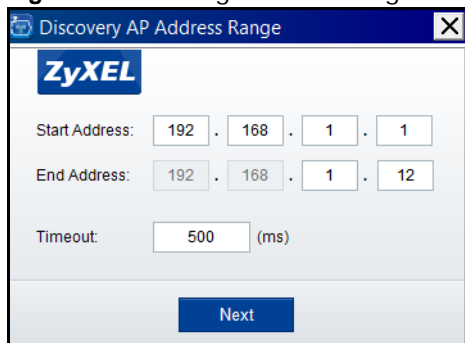 Discovery AP Address Range
ZyXEL
Start Address: 192 . 168 . 1 . 1
End Address: 192 . 168 . 1 . 12
Timeout: 500 (ms)
Next